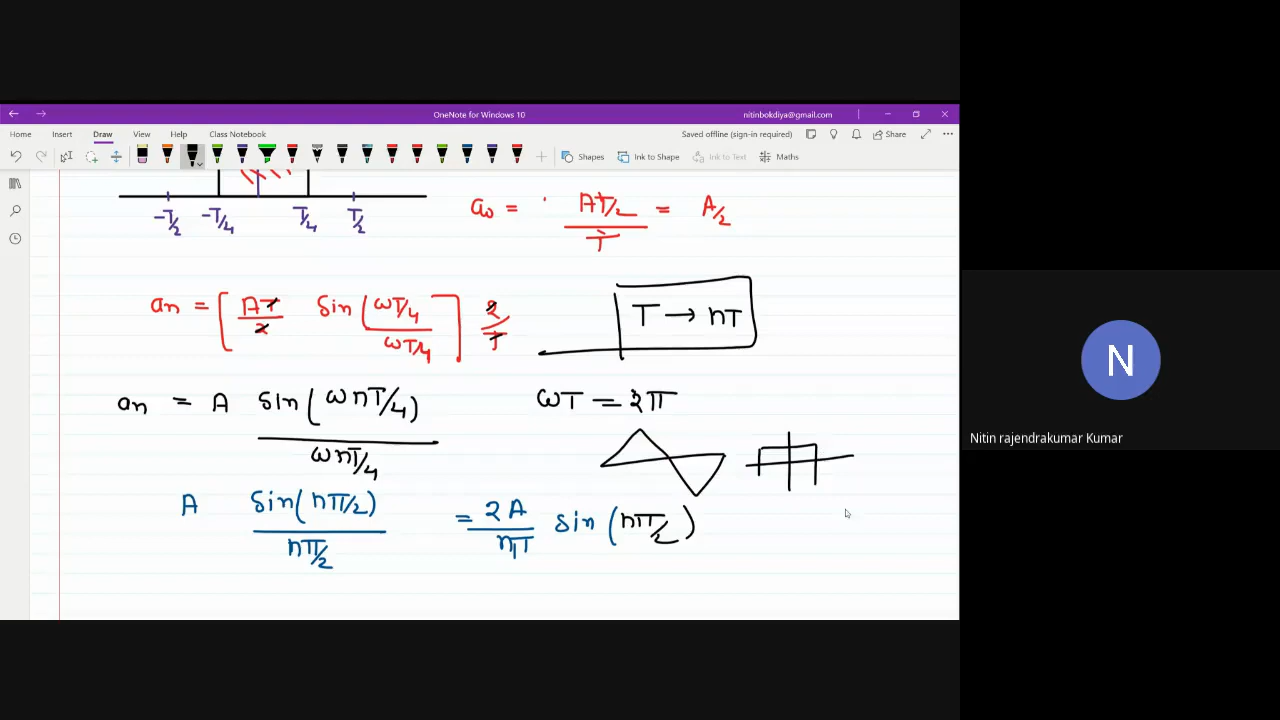 OneNote for Windows 10
nitinbokdiya@gmail.com
Home Insert Draw View Help Class Notebook
Saved offline (sign-in required) Share
Shapes Ink to Shape Ink to Text Maths
-T/2 -T/4 T/4 T/2
a0 = AT/2 / T = A/2
an = [ AT/2 sin(ωT/4) / ωT/4 ] 2/T
T → nT
an = A sin(ωnT/4) / ωnT/4
ωT = 2π
A sin(nπ/2) / nπ/2 = 2A/nπ sin(nπ/2)
N
Nitin rajendrakumar Kumar